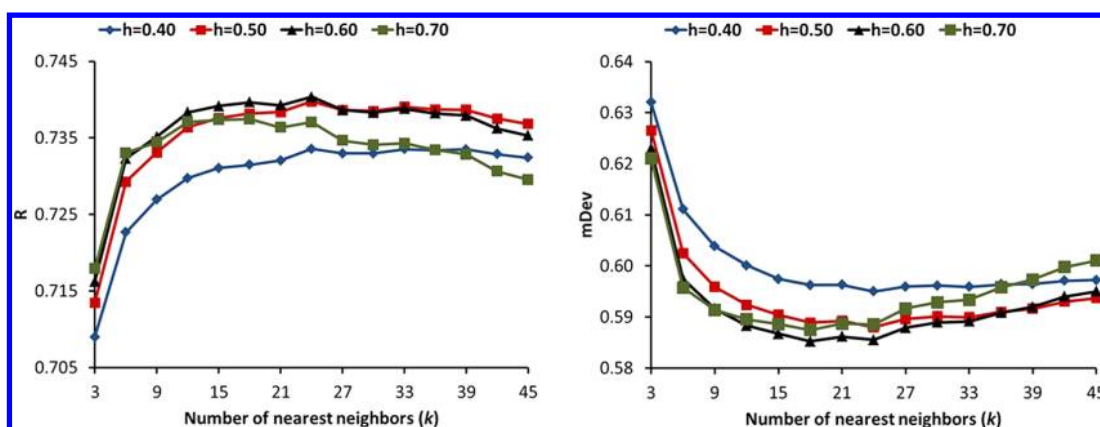 h=0.40 h=0.50 h=0.60 h=0.70
0.745
0.735
0.725
0.715
0.705
R
3 9 15 21 27 33 39 45
Number of nearest neighbors (k)
h=0.40 h=0.50 h=0.60 h=0.70
0.64
0.63
0.62
0.61
0.60
0.59
0.58
mDev
3 9 15 21 27 33 39 45
Number of nearest neighbors (k)